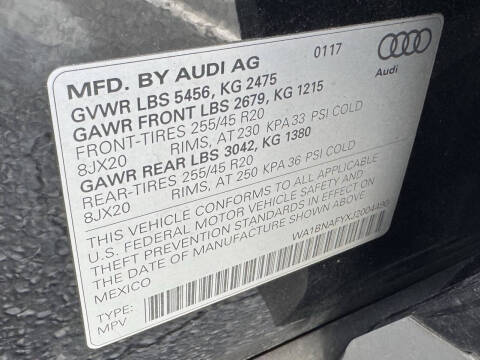 MFD. BY AUDI AG 0117
GVWR LBS 5456, KG 2475
GAWR FRONT LBS 2679, KG 1215
FRONT-TIRES 255/45 R20
8JX20 RIMS, AT 230 KPA 33 PSI COLD
GAWR REAR LBS 3042, KG 1380
REAR-TIRES 255/45 R20
8JX20 RIMS, AT 250 KPA 36 PSI COLD
THIS VEHICLE CONFORMS TO ALL APPLICABLE
U.S. FEDERAL MOTOR VEHICLE SAFETY AND
THEFT PREVENTION STANDARDS IN EFFECT ON
THE DATE OF MANUFACTURE SHOWN ABOVE.
MEXICO
WA1BNAFYXJ2004490
TYPE:
MPV
Audi